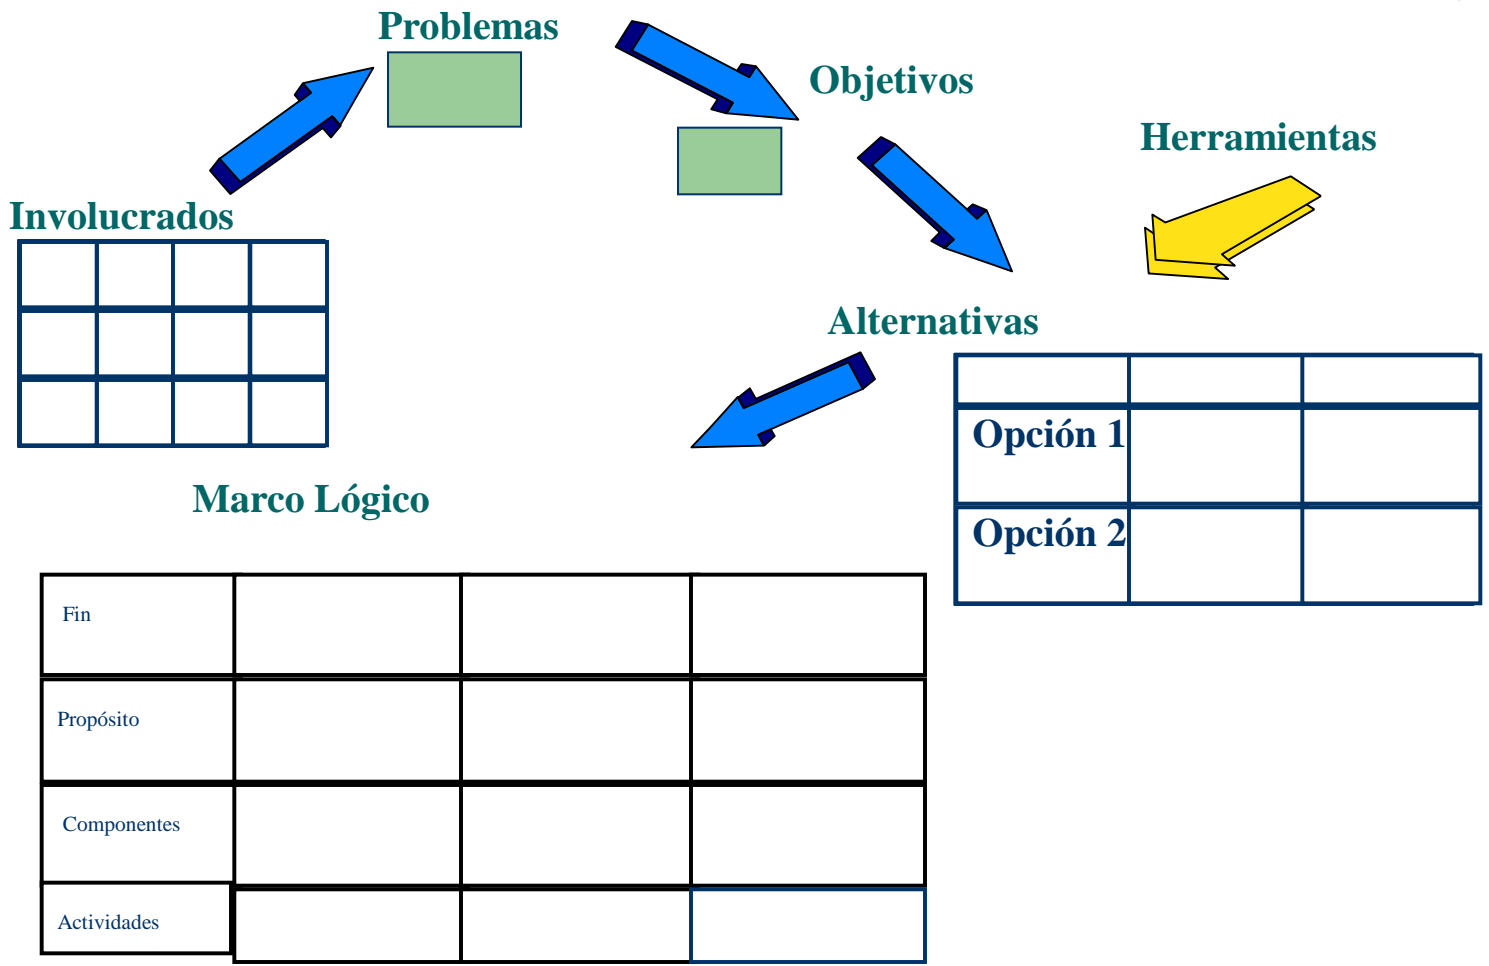 Problemas
Objetivos
Herramientas
Involucrados
Alternativas
Opción 1
Opción 2
Marco Lógico
Fin
Propósito
Componentes
Actividades